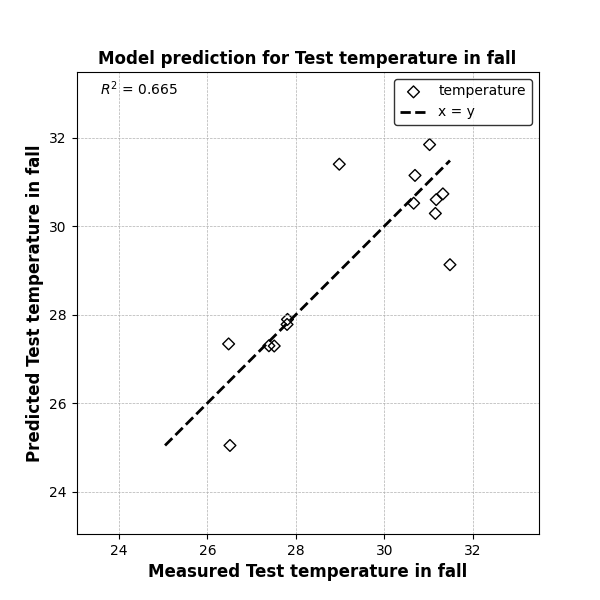 Model prediction for Test temperature in fall
R² = 0.665
temperature
x = y
Predicted Test temperature in fall
32
30
28
26
24
24 26 28 30 32
Measured Test temperature in fall